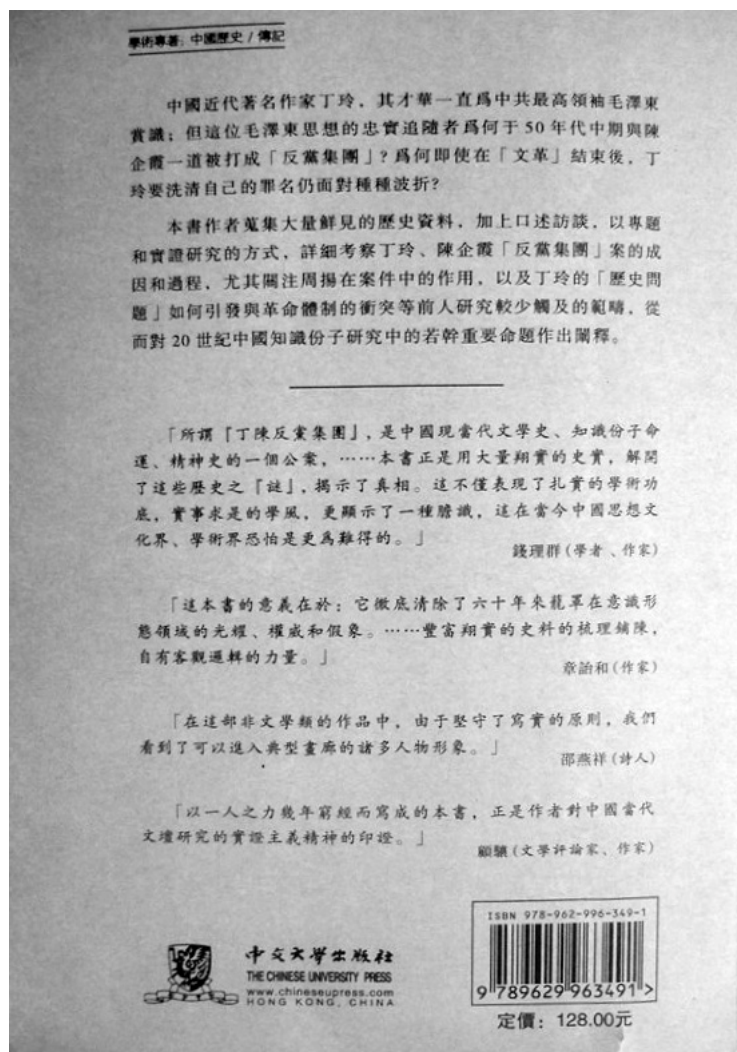 學術專著：中國歷史 / 傳記
中國近代著名作家丁玲，其才華一直爲中共最高領袖毛澤東
賞識；但這位毛澤東思想的忠實追隨者爲何于 50 年代中期與陳
企霞一道被打成「反黨集團」？爲何即使在「文革」結束後，丁
玲要洗清自己的罪名仍面對種種波折？
本書作者蒐集大量鮮見的歷史資料，加上口述訪談，以專題
和實證研究的方式，詳細考察丁玲、陳企霞「反黨集團」案的成
因和過程，尤其關注周揚在案件中的作用，以及丁玲的「歷史問
題」如何引發與革命體制的衝突等前人研究較少觸及的範疇，從
而對 20 世紀中國知識份子研究中的若幹重要命題作出闡釋。
「所謂『丁陳反黨集團』，是中國現當代文學史、知識份子命
運、精神史的一個公案，……本書正是用大量翔實的史實，解開
了這些歷史之『謎』，揭示了真相。這不僅表現了扎實的學術功
底，實事求是的學風，更顯示了一種膽識，這在當今中國思想文
化界、學術界恐怕是更爲難得的。」
錢理群（學者、作家）
「這本書的意義在於：它徹底清除了六十年來籠罩在意識形
態領域的光耀、權威和假象。……豐富翔實的史料的梳理鋪陳，
自有客觀邏輯的力量。」
章詒和（作家）
「在這部非文學類的作品中，由于堅守了寫實的原則，我們
看到了可以進入典型畫廊的諸多人物形象。」
邵燕祥（詩人）
「以一人之力幾年窮經而寫成的本書，正是作者對中國當代
文壇研究的實證主義精神的印證。」
顧驤（文學評論家、作家）
ISBN 978-962-996-349-1
9 789629 963491 >
中文大學出版社
THE CHINESE UNIVERSITY PRESS
www.chineseupress.com
HONG KONG, CHINA
定價：128.00元